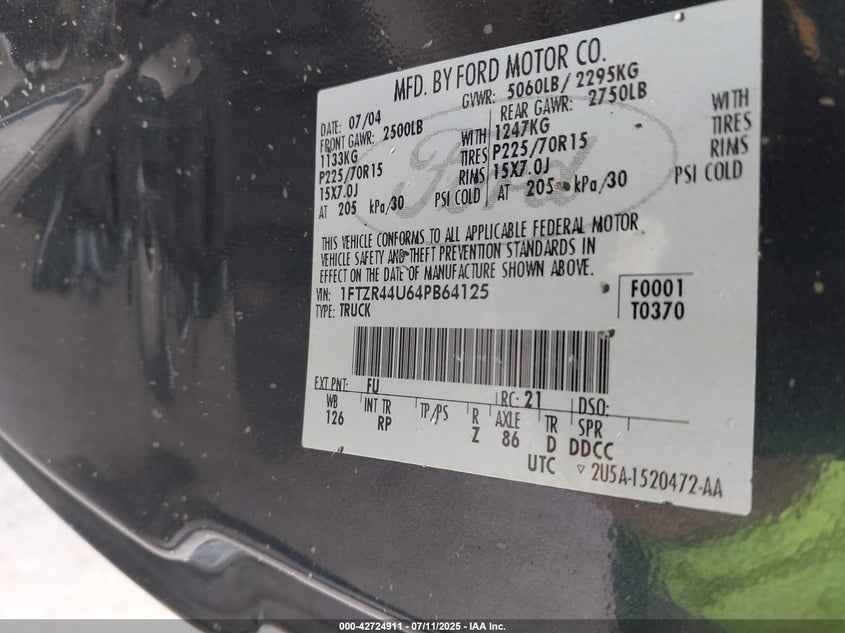 MFD. BY FORD MOTOR CO.
DATE: 07/04 GVWR: 5060LB/ 2295KG
FRONT GAWR: 2500LB REAR GAWR: 2750LB
1133KG WITH 1247KG WITH
P225/70R15 TIRES P225/70R15 TIRES
15X7.0J RIMS 15X7.0J RIMS
AT 205 kPa/30 PSI COLD AT 205 kPa/30 PSI COLD
Ford
THIS VEHICLE CONFORMS TO ALL APPLICABLE FEDERAL MOTOR
VEHICLE SAFETY AND THEFT PREVENTION STANDARDS IN
EFFECT ON THE DATE OF MANUFACTURE SHOWN ABOVE.
VIN: 1FTZR44U64PB64125 F0001
TYPE: TRUCK T0370
EXT PNT: FU RC: 21 DSO:
WB INT TR TP/PS R AXLE TR SPR
126 RP Z 86 D DDCC
UTC ▽ 2U5A-1520472-AA
000-42724911 - 07/11/2025 - IAA Inc.